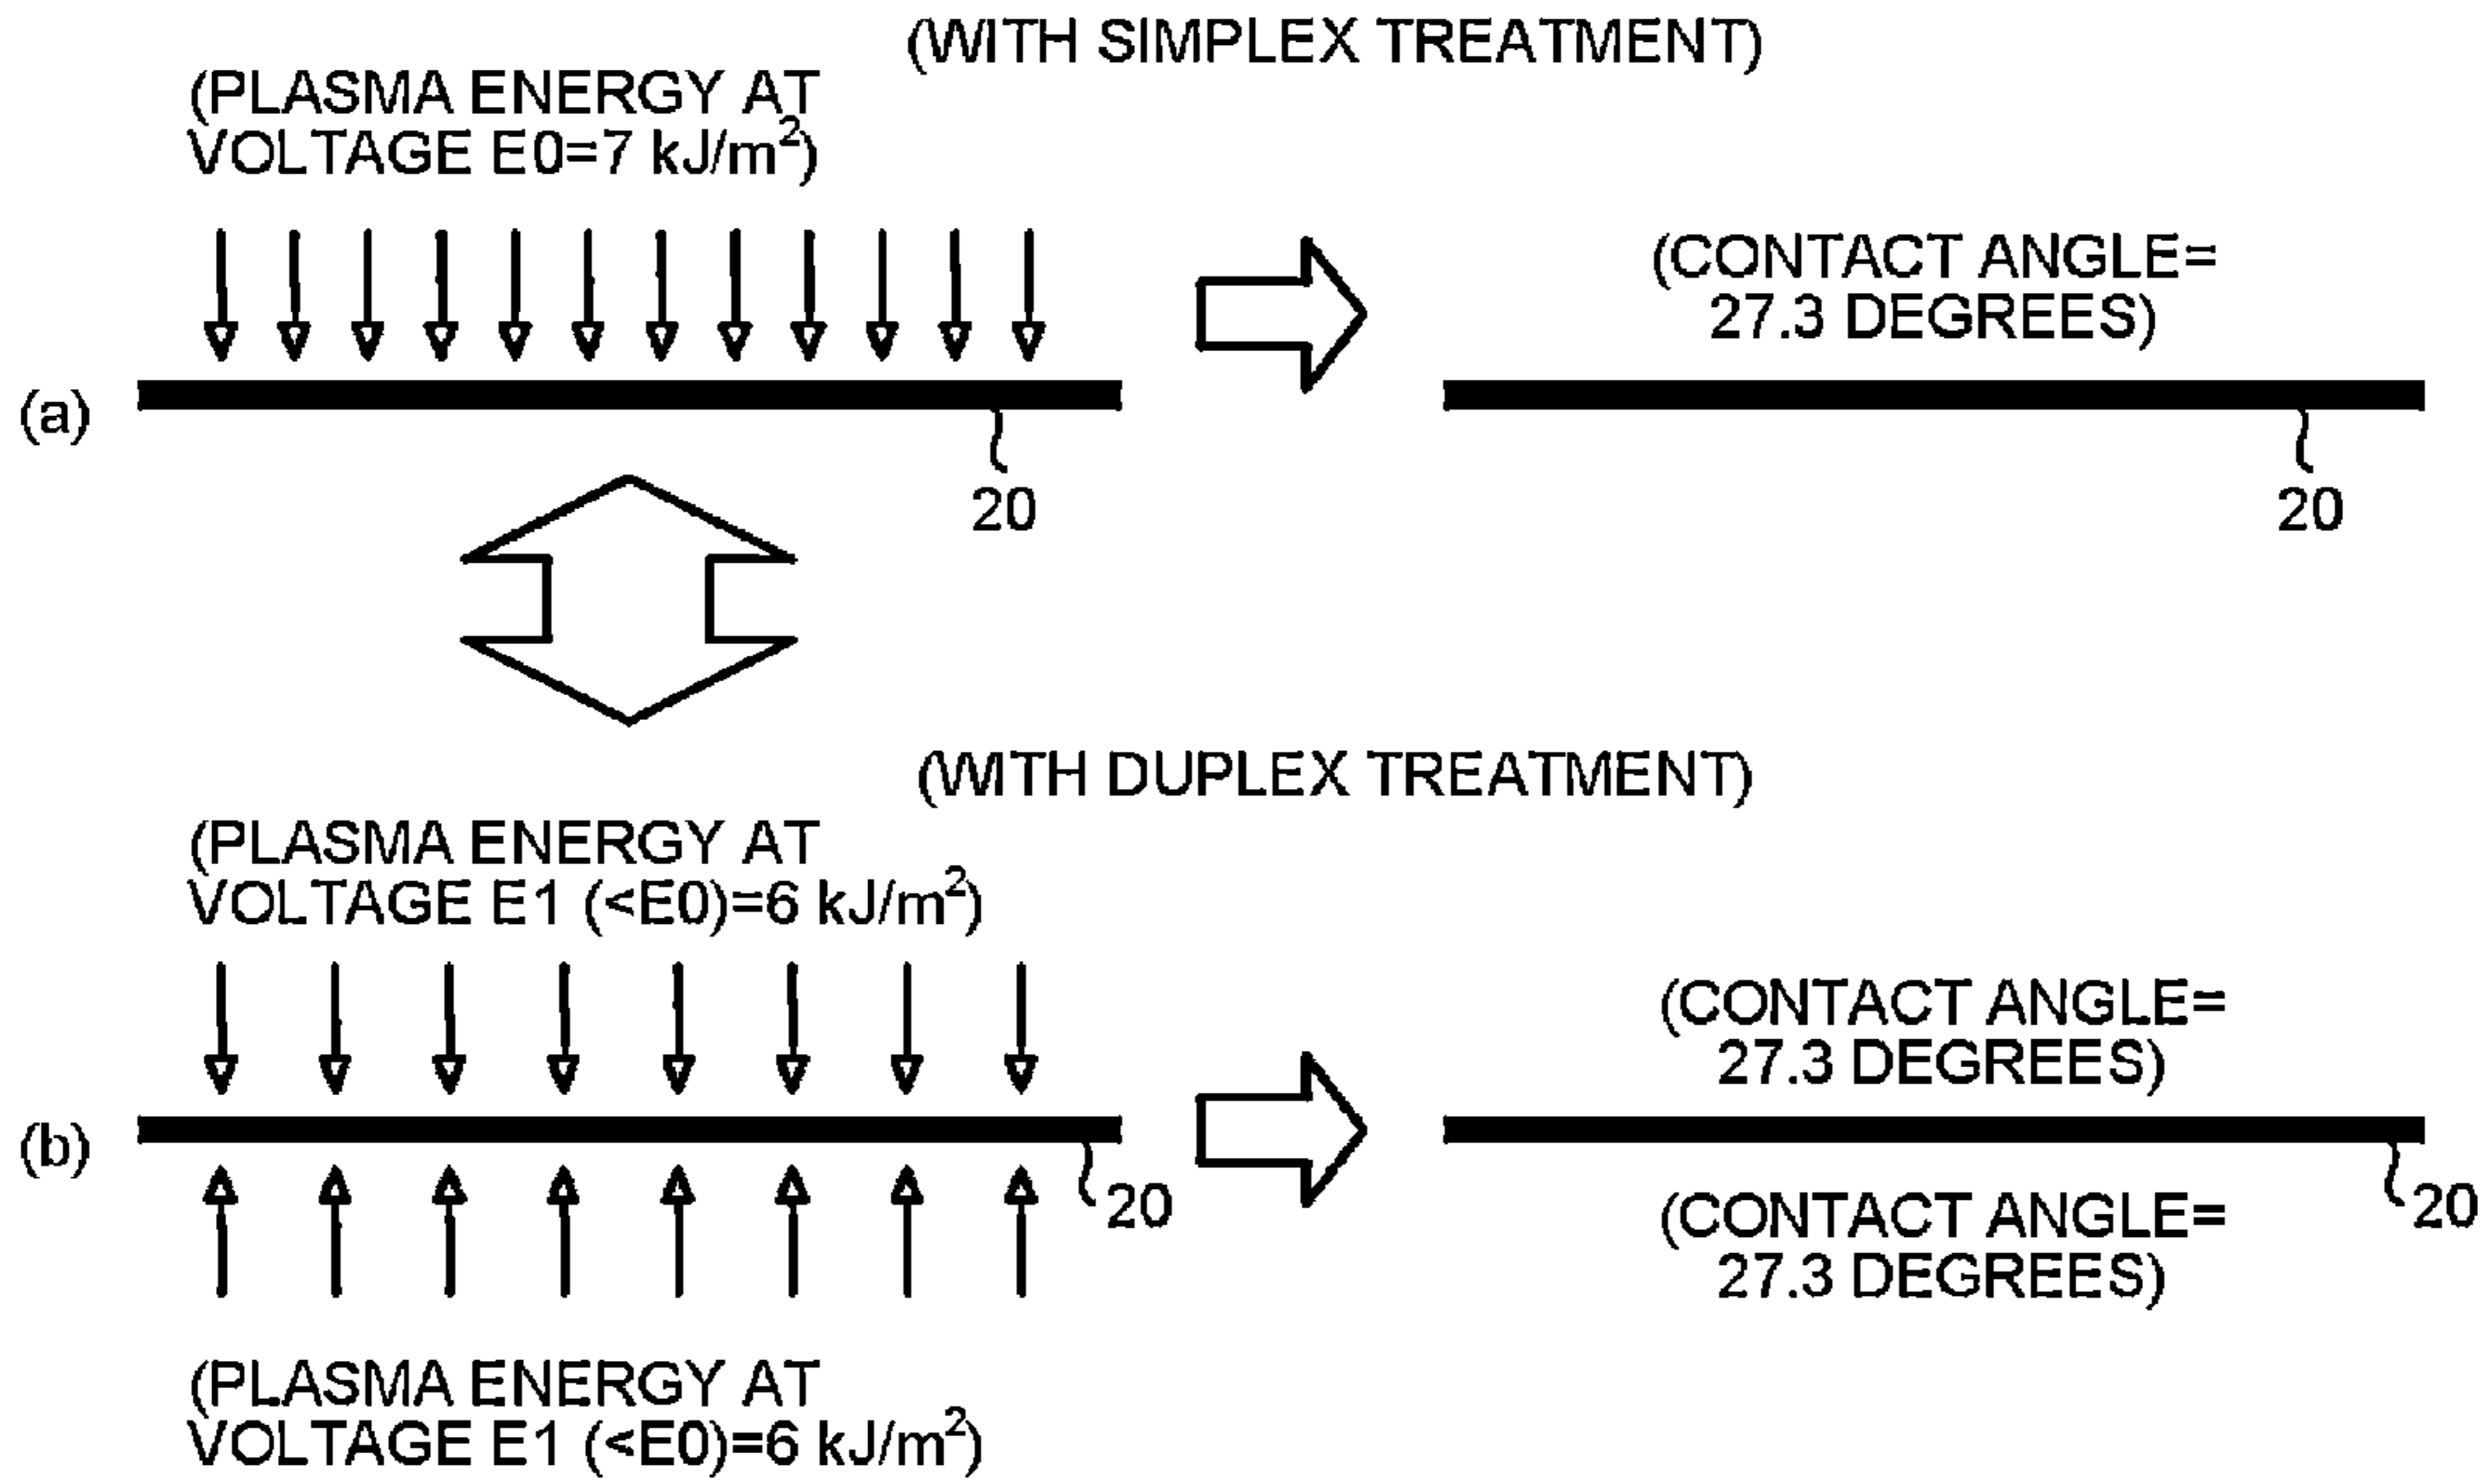 (WITH SIMPLEX TREATMENT)
(PLASMA ENERGY AT
VOLTAGE E0=7 kJ/m²)
(CONTACT ANGLE=
27.3 DEGREES)
(a)
20
20
(WITH DUPLEX TREATMENT)
(PLASMA ENERGY AT
VOLTAGE E1 (<E0)=6 kJ/m²)
(CONTACT ANGLE=
27.3 DEGREES)
(b)
20
20
(CONTACT ANGLE=
27.3 DEGREES)
(PLASMA ENERGY AT
VOLTAGE E1 (<E0)=6 kJ/m²)